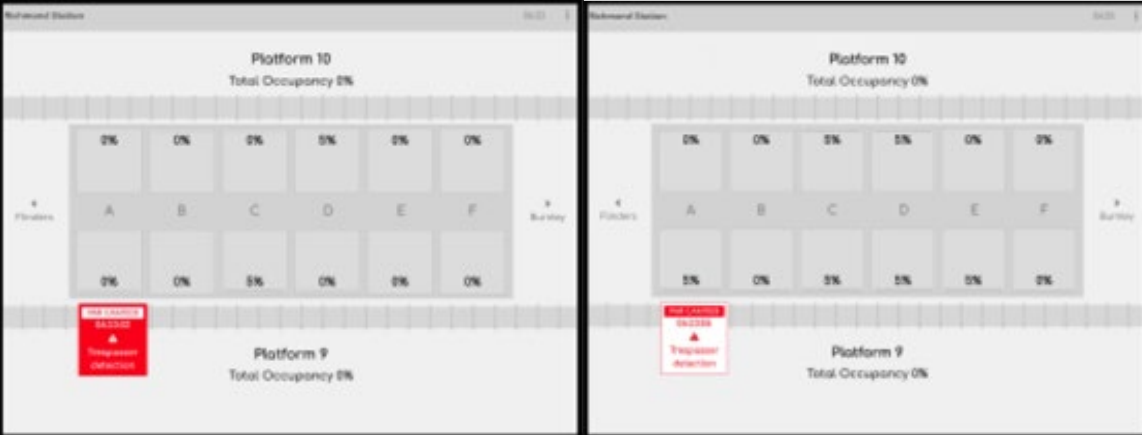 Richmond Station
Platform 10
Total Occupancy 0%
0% 0% 0% 5% 0% 0%
Flinders
A B C D E F
Burnley
0% 0% 5% 0% 0% 0%
Trespasser
detection
Platform 9
Total Occupancy 0%
Richmond Station
Platform 10
Total Occupancy 0%
0% 0% 5% 5% 0% 0%
Flinders
A B C D E F
Burnley
5% 0% 5% 5% 5% 0%
Trespasser
detection
Platform 9
Total Occupancy 0%